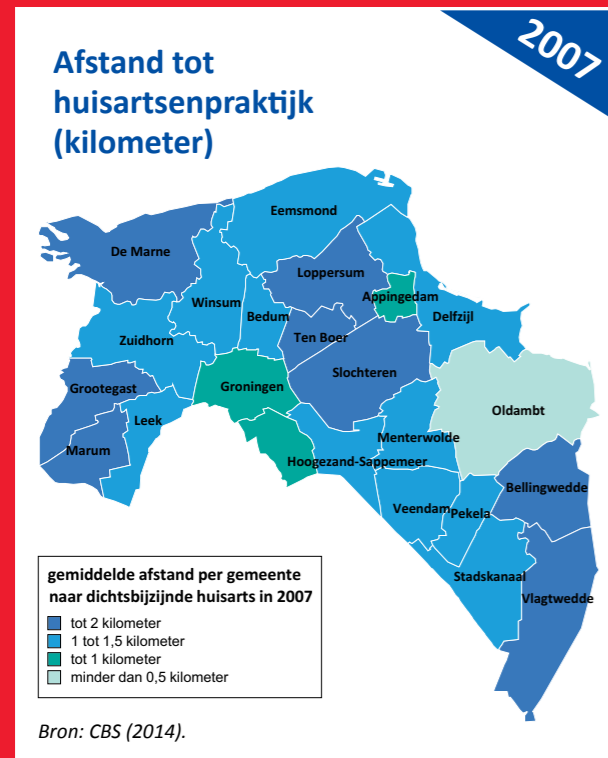 2007
Afstand tot
huisartsenpraktijk
(kilometer)
Eemsmond
De Marne
Loppersum
Appingedam
Winsum
Bedum
Delfzijl
Ten Boer
Zuidhorn
Slochteren
Grootegast
Groningen
Oldambt
Leek
Menterwolde
Marum
Hoogezand-Sappemeer
Bellingwedde
Veendam
Pekela
Stadskanaal
Vlagtwedde
gemiddelde afstand per gemeente
naar dichtsbijzijnde huisarts in 2007
tot 2 kilometer
1 tot 1,5 kilometer
tot 1 kilometer
minder dan 0,5 kilometer
Bron: CBS (2014).